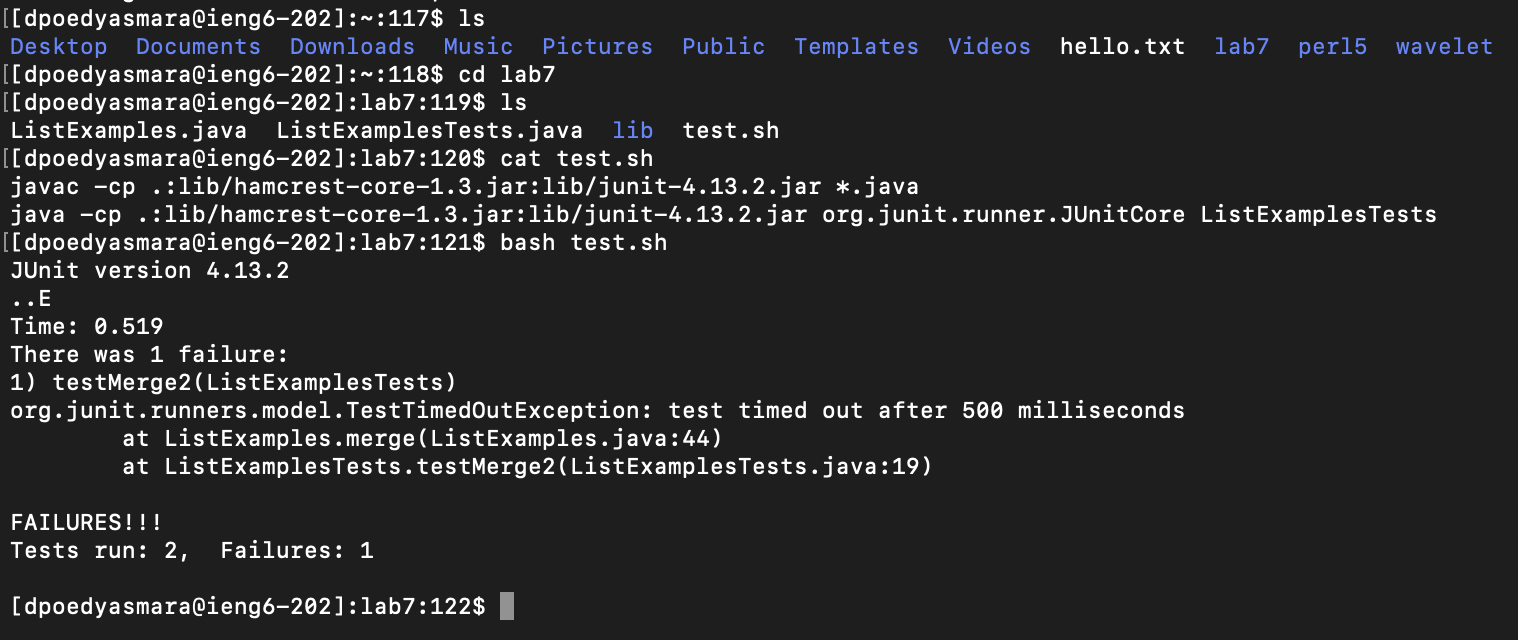 [[dpoedyasmara@ieng6-202]:~:117$ ls
Desktop  Documents  Downloads  Music  Pictures  Public  Templates  Videos  hello.txt  lab7  perl5  wavelet
[[dpoedyasmara@ieng6-202]:~:118$ cd lab7
[[dpoedyasmara@ieng6-202]:lab7:119$ ls
ListExamples.java  ListExamplesTests.java  lib  test.sh
[[dpoedyasmara@ieng6-202]:lab7:120$ cat test.sh
javac -cp .:lib/hamcrest-core-1.3.jar:lib/junit-4.13.2.jar *.java
java -cp .:lib/hamcrest-core-1.3.jar:lib/junit-4.13.2.jar org.junit.runner.JUnitCore ListExamplesTests
[[dpoedyasmara@ieng6-202]:lab7:121$ bash test.sh
JUnit version 4.13.2
..E
Time: 0.519
There was 1 failure:
1) testMerge2(ListExamplesTests)
org.junit.runners.model.TestTimedOutException: test timed out after 500 milliseconds
        at ListExamples.merge(ListExamples.java:44)
        at ListExamplesTests.testMerge2(ListExamplesTests.java:19)

FAILURES!!!
Tests run: 2,  Failures: 1

[dpoedyasmara@ieng6-202]:lab7:122$